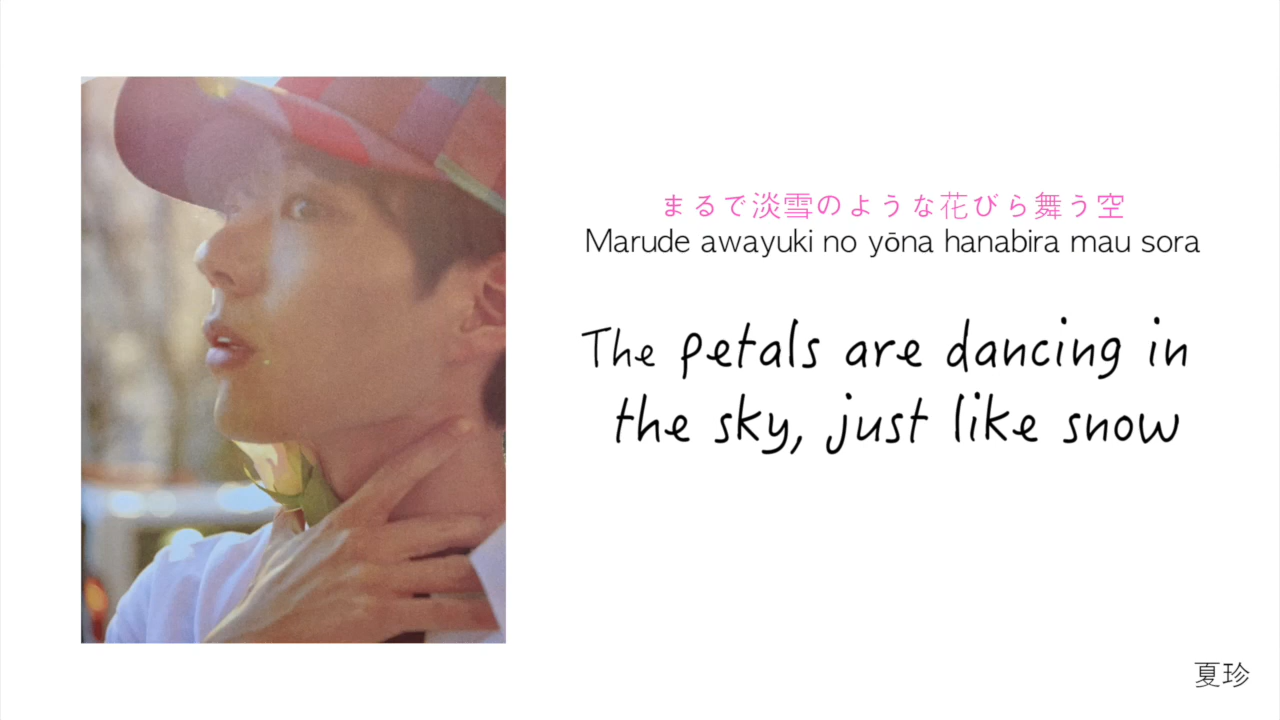 まるで淡雪のような花びら舞う空
Marude awayuki no yōna hanabira mau sora
The petals are dancing in
the sky, just like snow
夏珍